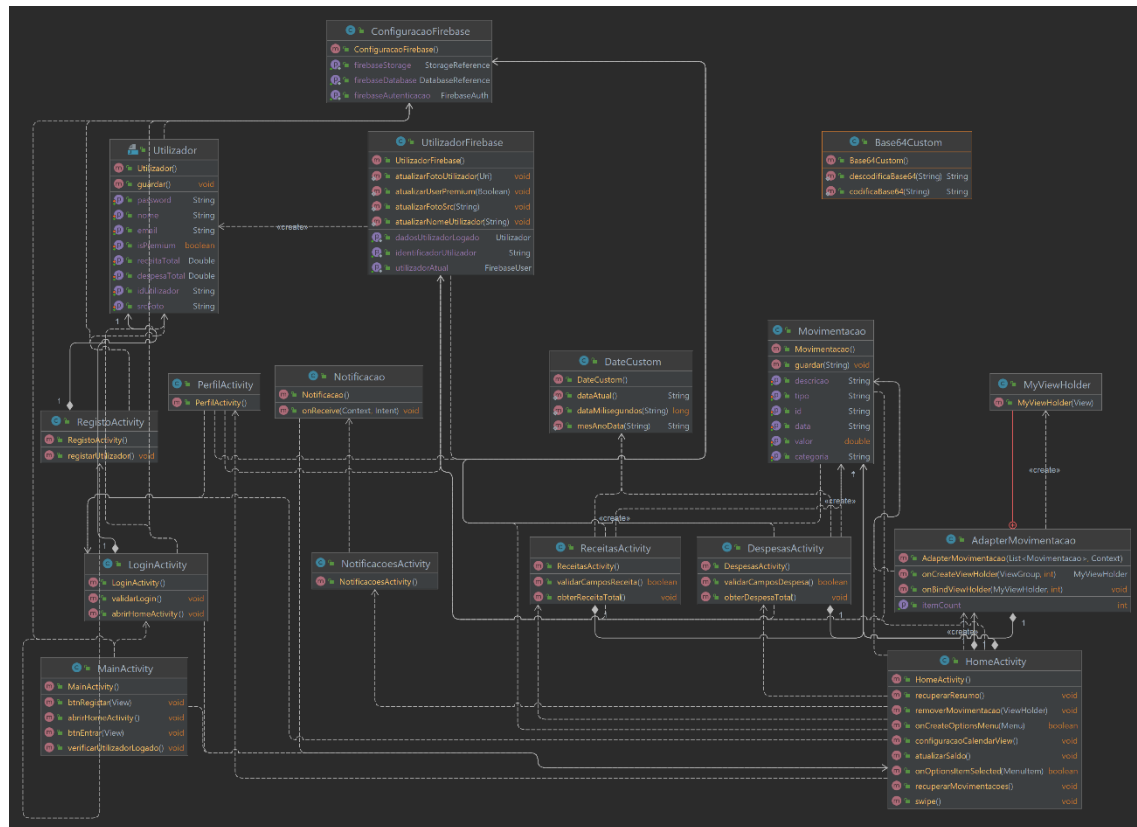 ConfiguracaoFirebase
ConfiguracaoFirebase()
firebaseStorage StorageReference
firebaseDatabase DatabaseReference
firebaseAutenticacao FirebaseAuth
Utilizador
Utilizador()
guardar() void
password String
nome String
email String
isPremium boolean
receitaTotal Double
despesaTotal Double
idUtilizador String
srcFoto String
UtilizadorFirebase
UtilizadorFirebase()
atualizarFotoUtilizador(Uri) void
atualizarUserPremium(Boolean) void
atualizarFotoSrc(String) void
atualizarNomeUtilizador(String) void
dadosUtilizadorLogado Utilizador
identificadorUtilizador String
utilizadorAtual FirebaseUser
Base64Custom
Base64Custom()
descodificaBase64(String) String
codificaBase64(String) String
«create»
1
Movimentacao
Movimentacao()
guardar(String) void
descricao String
tipo String
id String
data String
valor double
categoria String
DateCustom
DateCustom()
dataAtual() String
dataMilisegundos(String) long
mesAnoData(String) String
Notificacao
Notificacao()
onReceive(Context, Intent) void
PerfilActivity
PerfilActivity()
MyViewHolder
MyViewHolder(View)
1
RegistoActivity
RegistoActivity()
registarUtilizador() void
«create»
«create»
«create»
1
1
AdapterMovimentacao
AdapterMovimentacao(List<Movimentacao>, Context)
onCreateViewHolder(ViewGroup, int) MyViewHolder
onBindViewHolder(MyViewHolder, int) void
itemCount int
ReceitasActivity
ReceitasActivity()
validarCamposReceita() boolean
obterReceitaTotal() void
DespesasActivity
DespesasActivity()
validarCamposDespesa() boolean
obterDespesaTotal() void
LoginActivity
LoginActivity()
validarLogin() void
abrirHomeActivity() void
NotificacoesActivity
NotificacoesActivity()
1
1
«create»
1
MainActivity
MainActivity()
btnRegistar(View) void
abrirHomeActivity() void
btnEntrar(View) void
verificarUtilizadorLogado() void
HomeActivity
HomeActivity()
recuperarResumo() void
removerMovimentacao(ViewHolder) void
onCreateOptionsMenu(Menu) boolean
configuracaoCalendarView() void
atualizarSaldo() void
onOptionsItemSelected(MenuItem) boolean
recuperarMovimentacoes() void
swipe() void